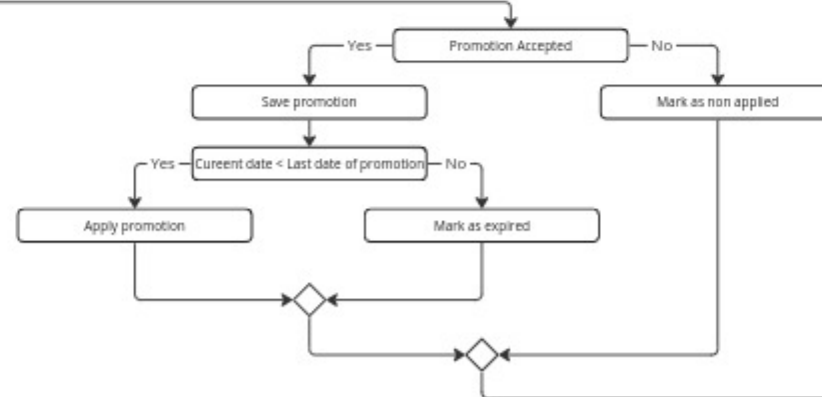 Yes
Promotion Accepted
No
Save promotion
Mark as non applied
Yes
Cureent date < Last date of promotion
No
Apply promotion
Mark as expired